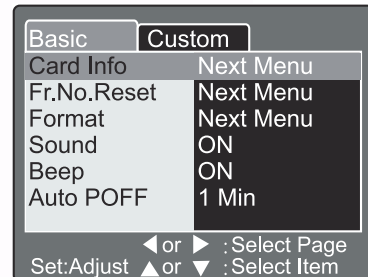 Basic Custom
Card Info Next Menu
Fr.No.Reset Next Menu
Format Next Menu
Sound ON
Beep ON
Auto POFF 1 Min
◀ or ▶ :Select Page
Set:Adjust ▲ or ▼ :Select Item